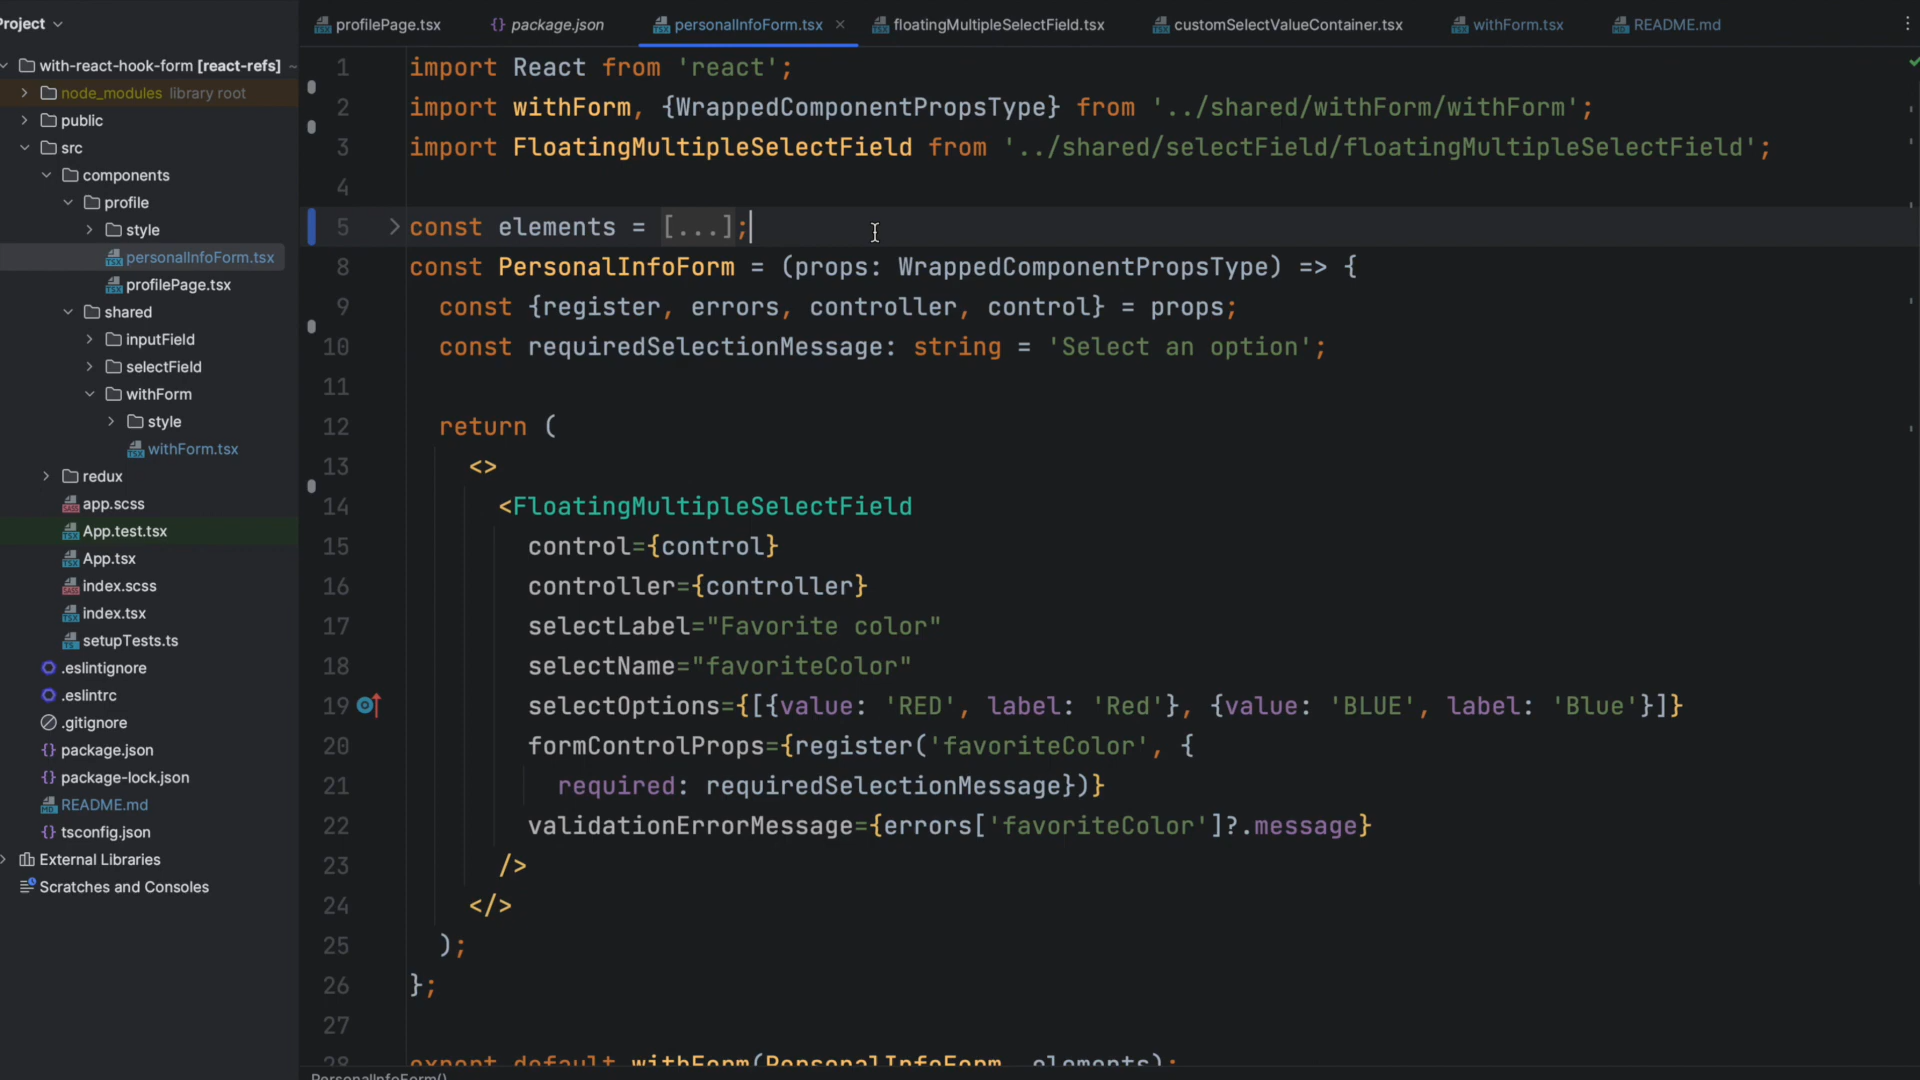 Project
profilePage.tsx
package.json
personalInfoForm.tsx
floatingMultipleSelectField.tsx
customSelectValueContainer.tsx
withForm.tsx
README.md
with-react-hook-form [react-refs] ~
node_modules library root
public
src
components
profile
style
personalInfoForm.tsx
profilePage.tsx
shared
inputField
selectField
withForm
style
withForm.tsx
redux
app.scss
App.test.tsx
App.tsx
index.scss
index.tsx
setupTests.ts
.eslintignore
.eslintrc
.gitignore
package.json
package-lock.json
README.md
tsconfig.json
External Libraries
Scratches and Consoles
1 import React from 'react';
2 import withForm, {WrappedComponentPropsType} from '../shared/withForm/withForm';
3 import FloatingMultipleSelectField from '../shared/selectField/floatingMultipleSelectField';
4
5 const elements = [...];
8 const PersonalInfoForm = (props: WrappedComponentPropsType) => {
9 const {register, errors, controller, control} = props;
10 const requiredSelectionMessage: string = 'Select an option';
11
12 return (
13 <>
14 <FloatingMultipleSelectField
15 control={control}
16 controller={controller}
17 selectLabel="Favorite color"
18 selectName="favoriteColor"
19 selectOptions={[{value: 'RED', label: 'Red'}, {value: 'BLUE', label: 'Blue'}]}
20 formControlProps={register('favoriteColor', {
21 required: requiredSelectionMessage})}
22 validationErrorMessage={errors['favoriteColor']?.message}
23 />
24 </>
25 );
26 };
27
28 export default withForm(PersonalInfoForm, elements);
PersonalInfoForm()